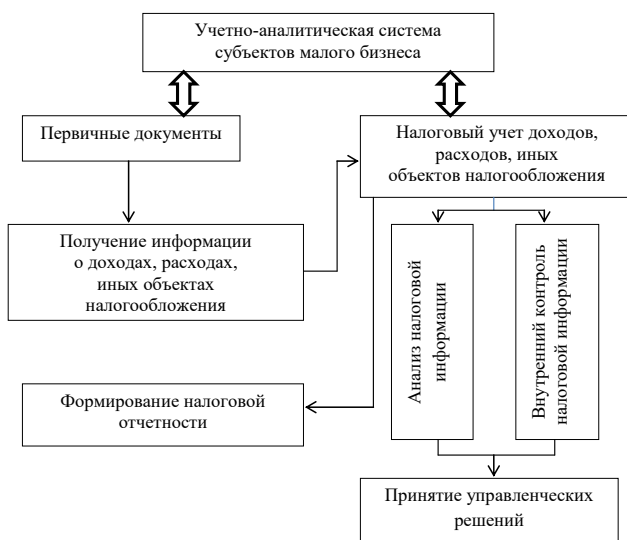 Учетно-аналитическая система
субъектов малого бизнеса
Первичные документы
Налоговый учет доходов,
расходов, иных
объектов налогообложения
Получение информации
о доходах, расходах,
иных объектах
налогообложения
Анализ налоговой
информации
Внутренний контроль
налоговой информации
Формирование налоговой
отчетности
Принятие управленческих
решений